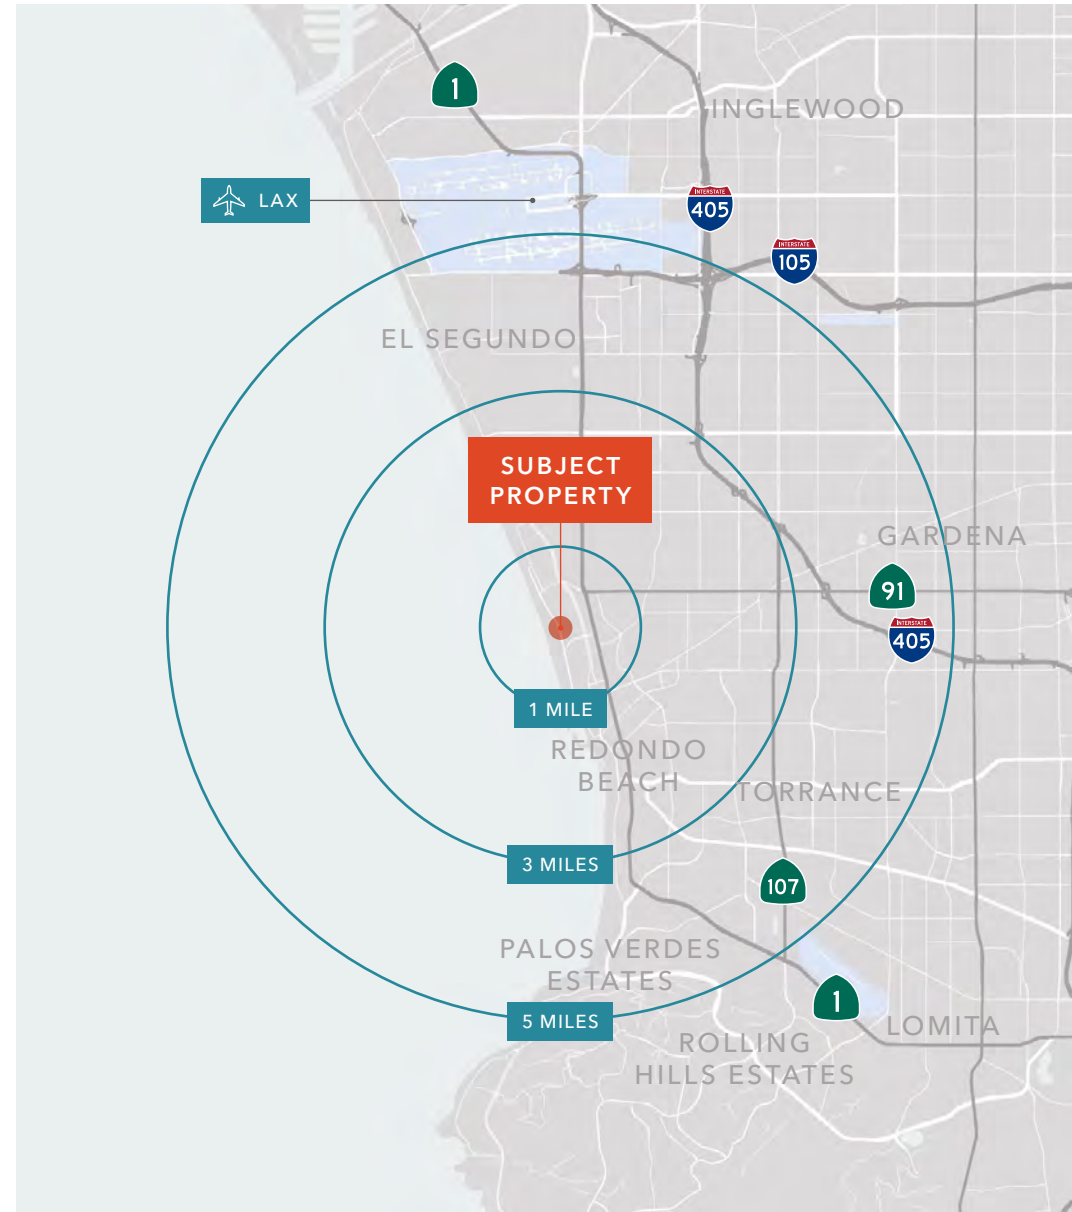 1
INGLEWOOD
LAX
INTERSTATE
405
INTERSTATE
105
EL SEGUNDO
SUBJECT
PROPERTY
GARDENA
91
INTERSTATE
405
1 MILE
REDONDO
BEACH
TORRANCE
3 MILES
107
PALOS VERDES
ESTATES
1
5 MILES
LOMITA
ROLLING
HILLS ESTATES